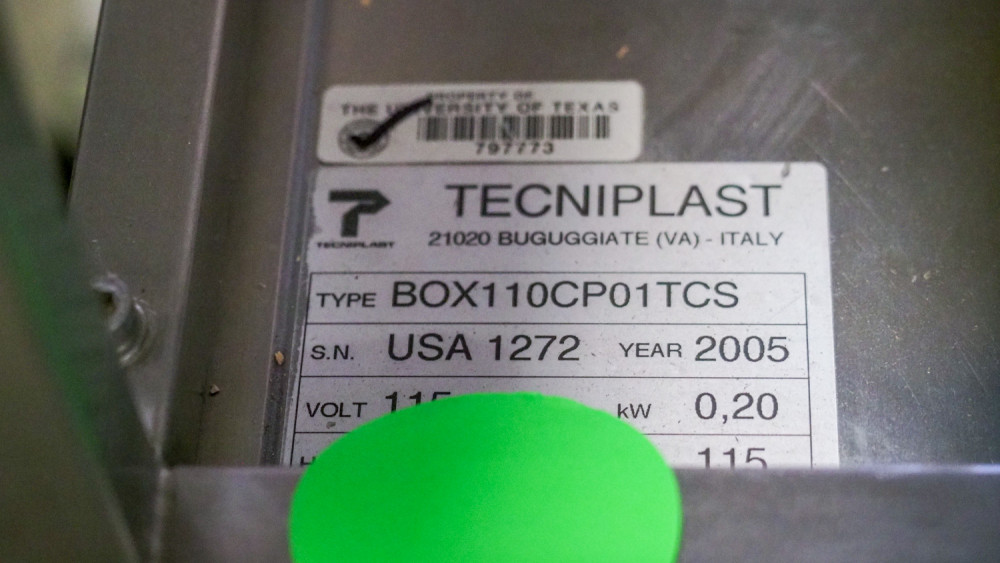 PROPERTY OF
THE UNIVERSITY OF TEXAS
797773
TECNIPLAST
TECNIPLAST
21020 BUGUGGIATE (VA) - ITALY
TYPE BOX110CP01TCS
S.N. USA 1272 YEAR 2005
VOLT 115 kW 0,20
115